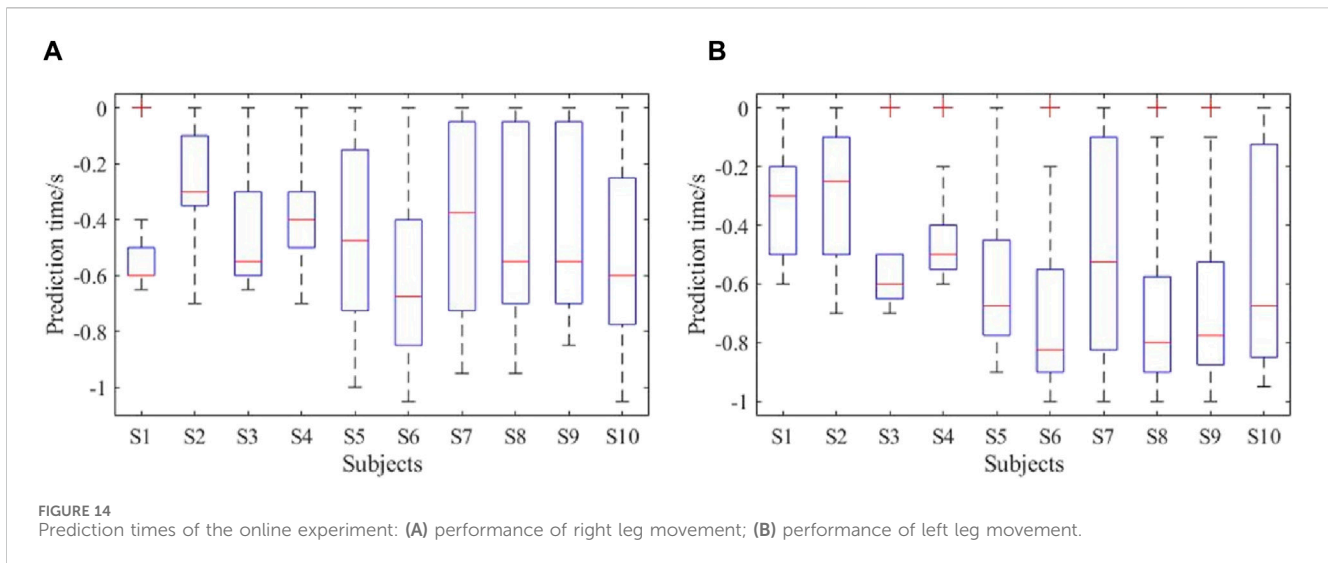 A
B
0
-0.2
-0.4
-0.6
-0.8
-1
Prediction time/s
S1 S2 S3 S4 S5 S6 S7 S8 S9 S10
Subjects
0
-0.2
-0.4
-0.6
-0.8
-1
Prediction time/s
S1 S2 S3 S4 S5 S6 S7 S8 S9 S10
Subjects
FIGURE 14
Prediction times of the online experiment: (A) performance of right leg movement; (B) performance of left leg movement.